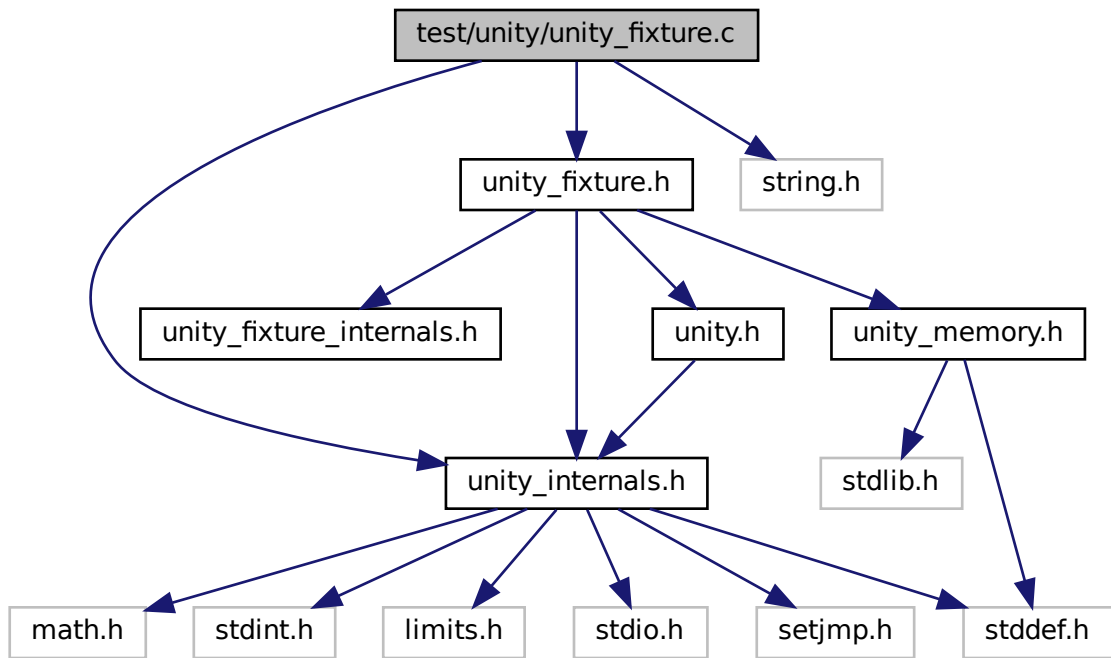 test/unity/unity_fixture.c
unity_fixture.h
string.h
unity_fixture_internals.h
unity.h
unity_memory.h
unity_internals.h
stdlib.h
math.h
stdint.h
limits.h
stdio.h
setjmp.h
stddef.h